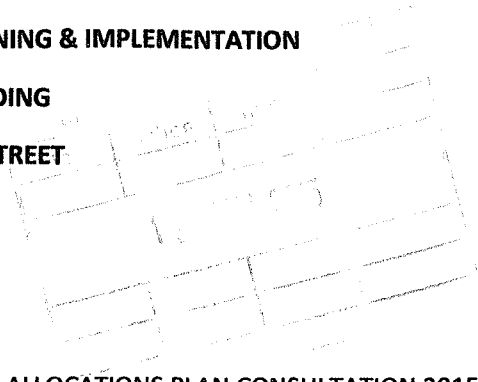 NING & IMPLEMENTATION
DING
TREET
ALLOCATIONS PLAN CONSULTATION 2015